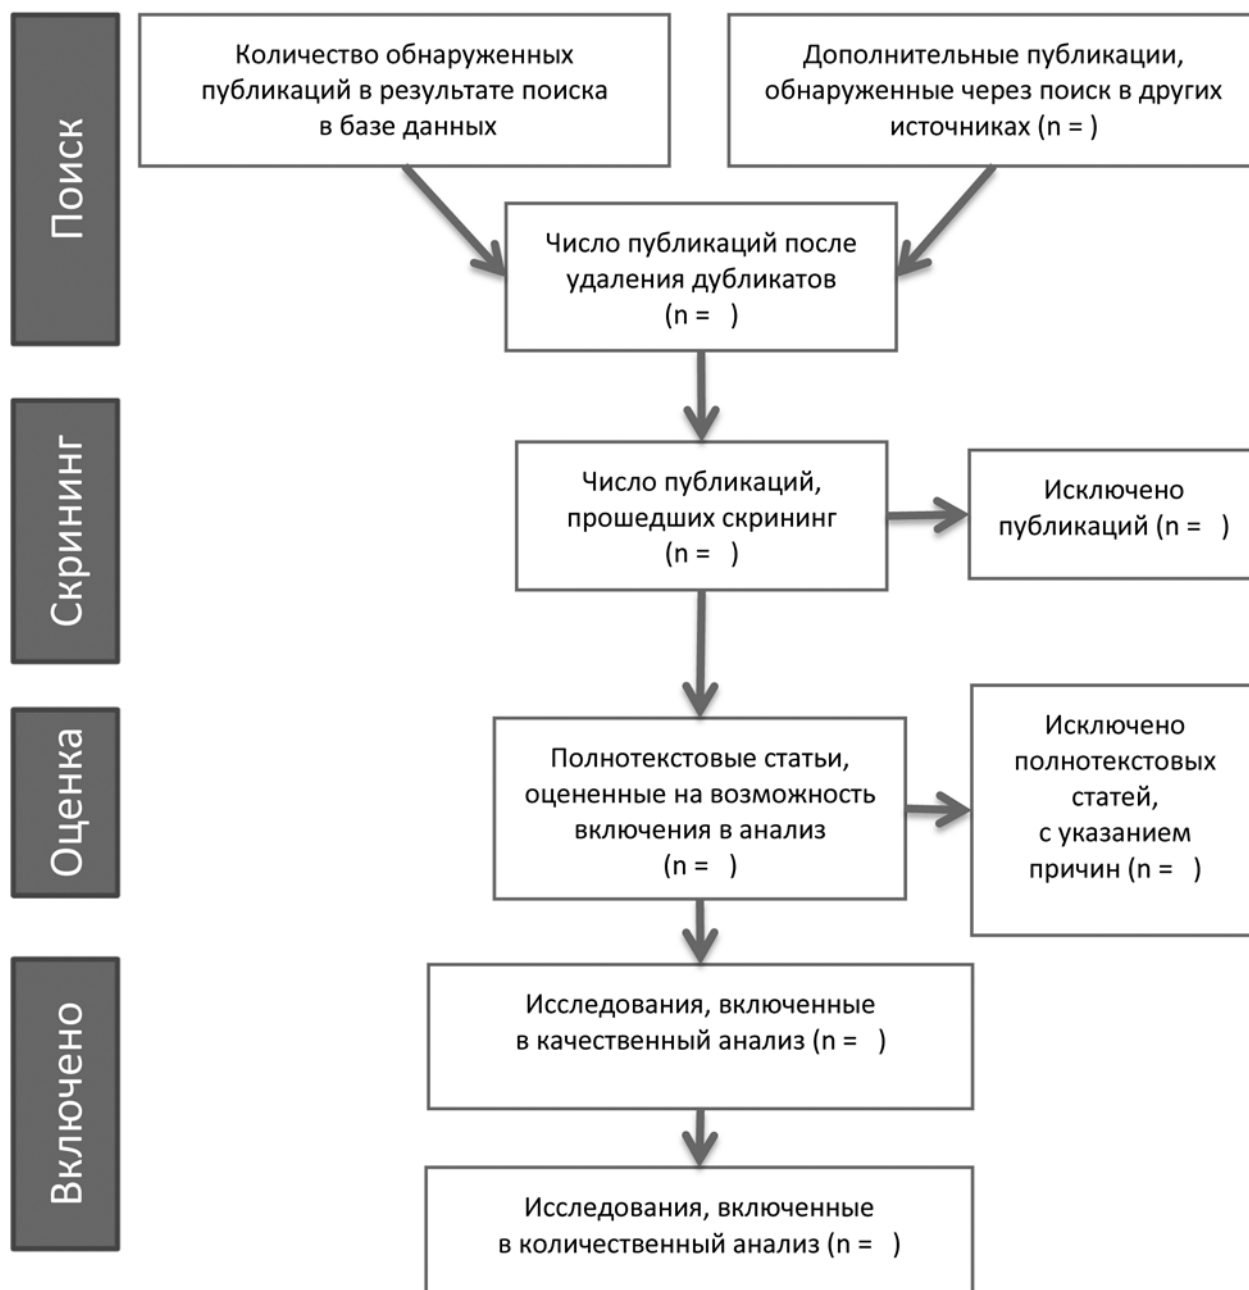 Поиск
Количество обнаруженных
публикаций в результате поиска
в базе данных
Дополнительные публикации,
обнаруженные через поиск в других
источниках (n = )
Число публикаций после
удаления дубликатов
(n =   )
Скрининг
Число публикаций,
прошедших скрининг
(n =   )
Исключено
публикаций (n =   )
Оценка
Полнотекстовые статьи,
оцененные на возможность
включения в анализ
(n =   )
Исключено
полнотекстовых
статей,
с указанием
причин (n =   )
Включено
Исследования, включенные
в качественный анализ (n =   )
Исследования, включенные
в количественный анализ (n =   )